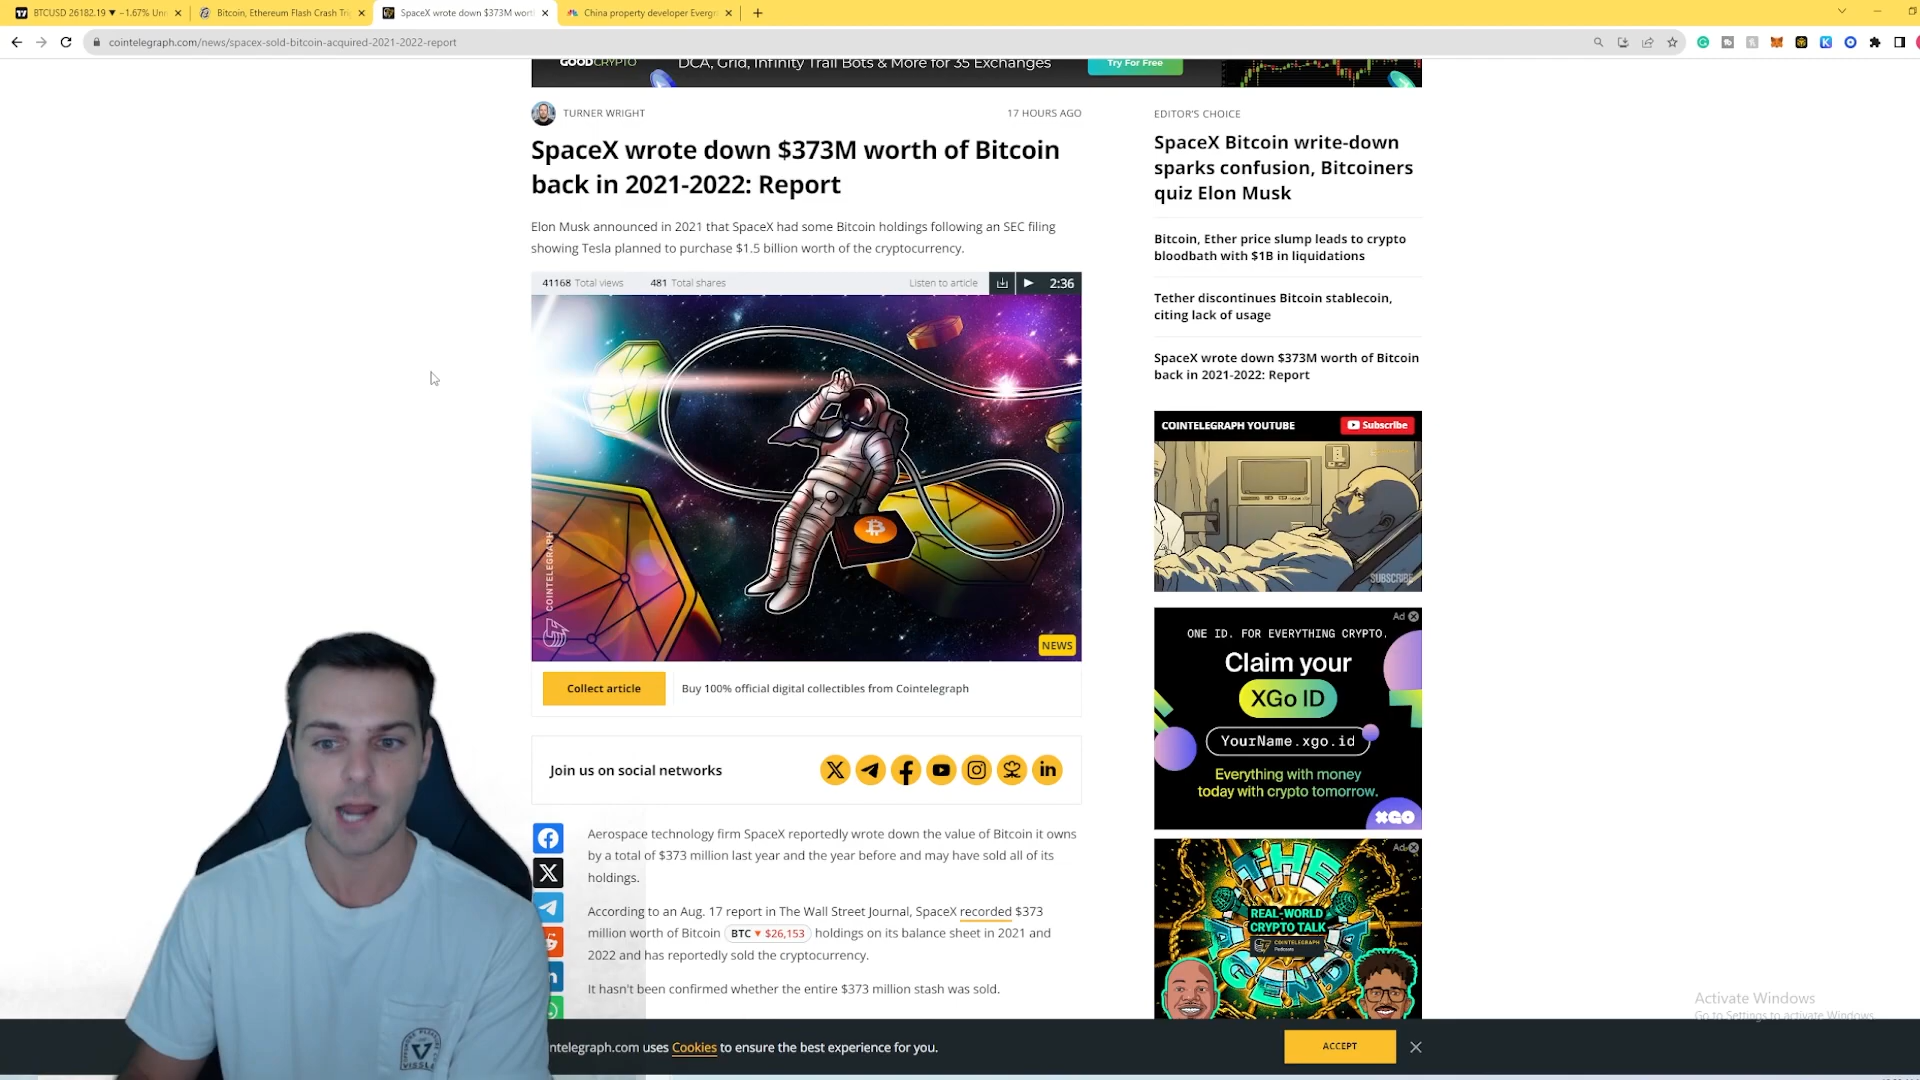 BTCUSD 26182.19 ▼ −1.67% Un
Bitcoin, Ethereum Flash Crash Tri
SpaceX wrote down $373M wort
China property developer Evergr
cointelegraph.com/news/spacex-sold-bitcoin-acquired-2021-2022-report
GOODCRYPTO
DCA, Grid, Infinity Trail Bots & More for 35 Exchanges
Try For Free
TURNER WRIGHT
17 HOURS AGO
SpaceX wrote down $373M worth of Bitcoin
back in 2021-2022: Report
Elon Musk announced in 2021 that SpaceX had some Bitcoin holdings following an SEC filing
showing Tesla planned to purchase $1.5 billion worth of the cryptocurrency.
41168 Total views
481 Total shares
Listen to article
2:36
COINTELEGRAPH
NEWS
Collect article
Buy 100% official digital collectibles from Cointelegraph
Join us on social networks
Aerospace technology firm SpaceX reportedly wrote down the value of Bitcoin it owns
by a total of $373 million last year and the year before and may have sold all of its
holdings.
According to an Aug. 17 report in The Wall Street Journal, SpaceX recorded $373
million worth of Bitcoin BTC ▼ $26,153 holdings on its balance sheet in 2021 and
2022 and has reportedly sold the cryptocurrency.
It hasn't been confirmed whether the entire $373 million stash was sold.
EDITOR'S CHOICE
SpaceX Bitcoin write-down
sparks confusion, Bitcoiners
quiz Elon Musk
Bitcoin, Ether price slump leads to crypto
bloodbath with $1B in liquidations
Tether discontinues Bitcoin stablecoin,
citing lack of usage
SpaceX wrote down $373M worth of Bitcoin
back in 2021-2022: Report
COINTELEGRAPH YOUTUBE
Subscribe
SUBSCRIBE
Ad
ONE ID. FOR EVERYTHING CRYPTO.
Claim your
XGo ID
YourName.xgo.id
Everything with money
today with crypto tomorrow.
XGO
Ad
THE
REAL-WORLD
CRYPTO TALK
COINTELEGRAPH
Podcasts
AGENDA
Activate Windows
Go to Settings to activate Windows.
VISSLA
ntelegraph.com uses Cookies to ensure the best experience for you.
ACCEPT